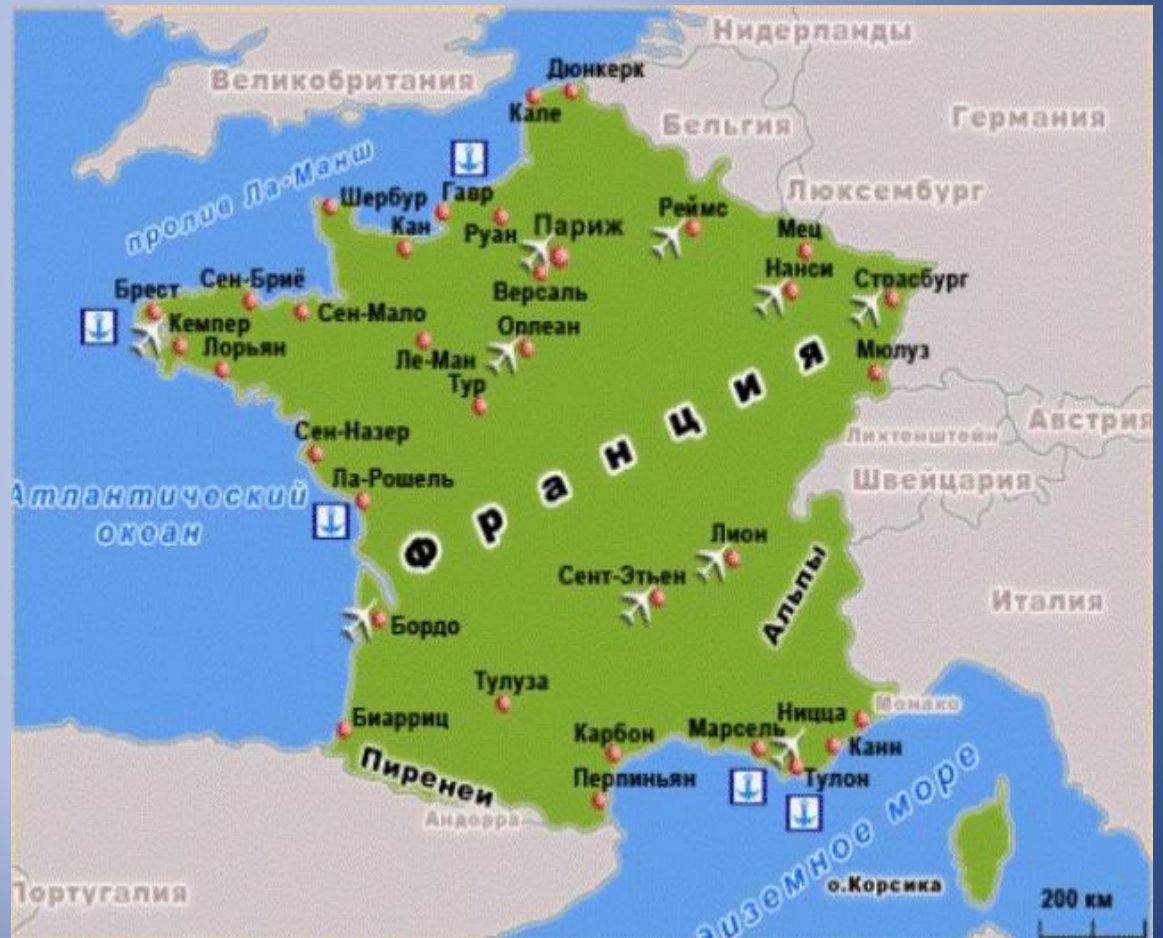 Нидерланды
Дюнкерк
Великобритания
Кале
Бельгия
Германия
пролив Ла-Манш
Люксембург
Шербур
Гавр
Реймс
Кан
Руан
Париж
Мец
Нанси
Страсбург
Сен-Бриё
Брест
Версаль
Сен-Мало
Кемпер
Оплеан
Лорьян
Ле-Ман
Мюлуз
Тур
Франция
Австрия
Сен-Назер
Лихтенштейн
Ла-Рошель
Швейцария
Атлантический
океан
Лион
Сент-Этьен
Альпы
Италия
Бордо
Тулуза
Монако
Биарриц
Ницца
Карбон
Марсель
Канн
Пиренеи
Перпиньян
Тулон
Андорра
диземное море
о.Корсика
Португалия
200 км